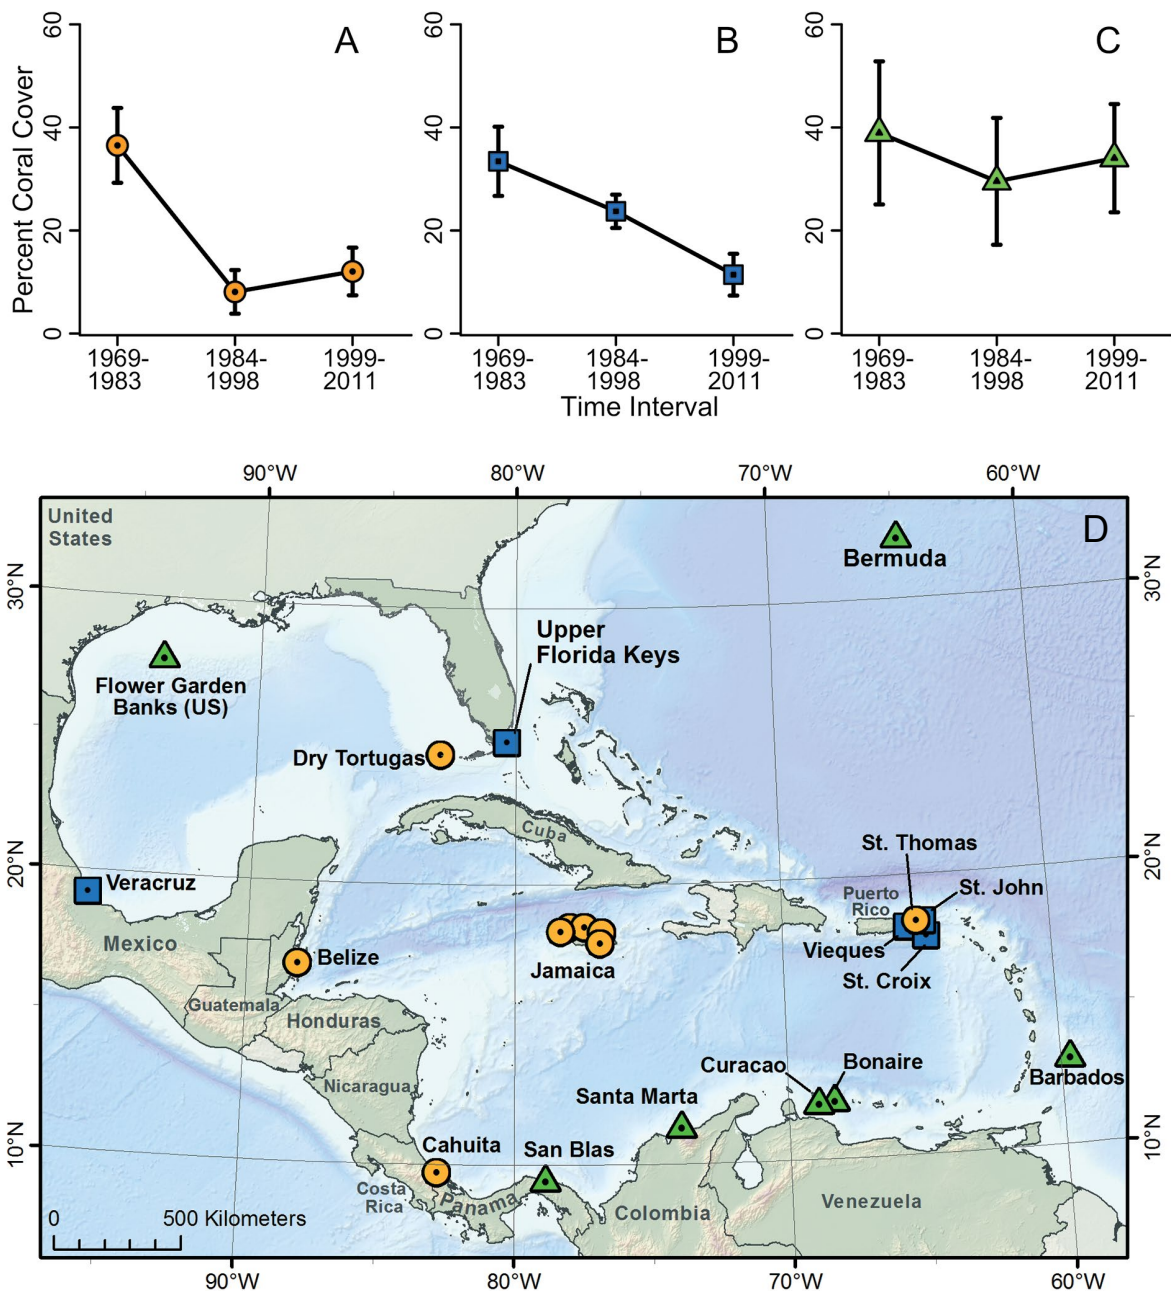 A
B
C
Percent Coral Cover
60
40
20
0
60
40
20
0
60
40
20
0
1969-
1983
1984-
1998
1999-
2011
1969-
1983
1984-
1998
1999-
2011
1969-
1983
1984-
1998
1999-
2011
Time Interval
90°W
80°W
70°W
60°W
United
States
D
Bermuda
30°N
30°N
Upper
Florida Keys
Flower Garden
Banks (US)
Dry Tortugas
Cuba
St. Thomas
20°N
20°N
Veracruz
Puerto
Rico
St. John
Mexico
Vieques
Belize
Jamaica
St. Croix
Guatemala
Honduras
Curacao
Bonaire
Barbados
Nicaragua
Santa Marta
10°N
10°N
Cahuita
San Blas
Costa
Rica
Panama
Colombia
Venezuela
0
500 Kilometers
90°W
80°W
70°W
60°W